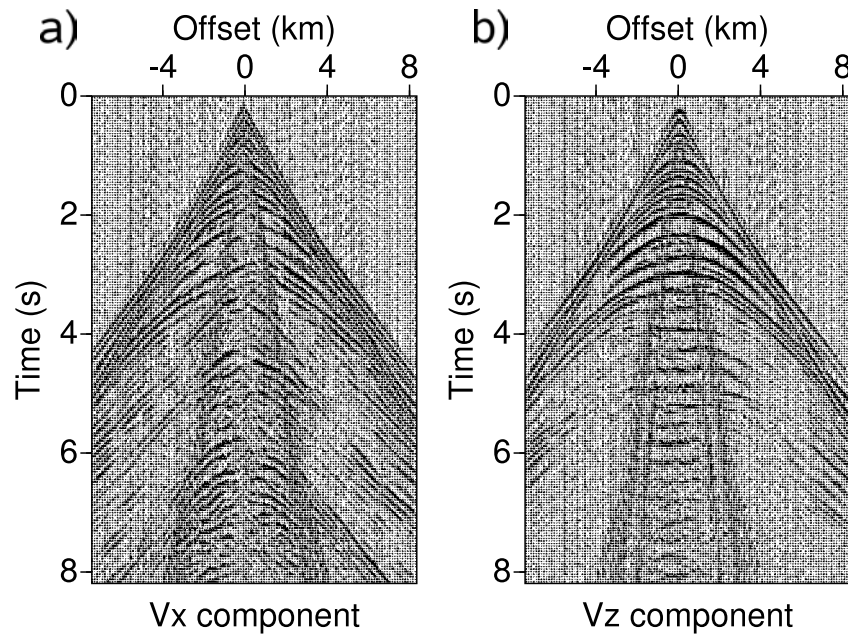 a) Offset (km)
-4 0 4 8
0
2
4
6
8
Time (s)
Vx component
b) Offset (km)
-4 0 4 8
0
2
4
6
8
Time (s)
Vz component